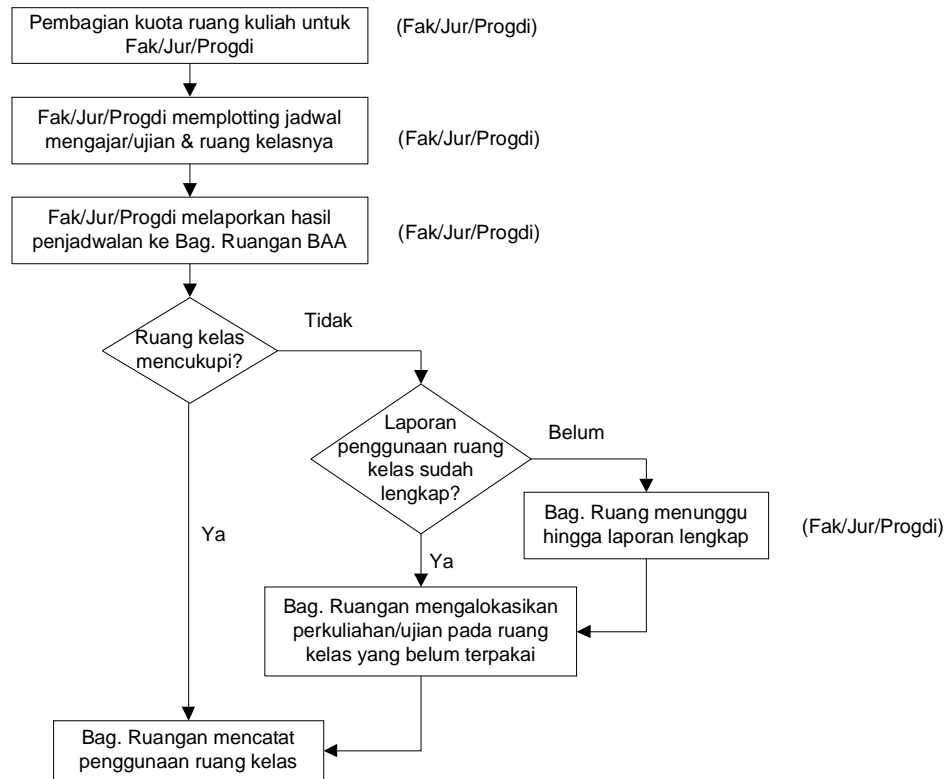 Pembagian kuota ruang kuliah untuk
Fak/Jur/Progdi
(Fak/Jur/Progdi)
Fak/Jur/Progdi memplotting jadwal
mengajar/ujian & ruang kelasnya
(Fak/Jur/Progdi)
Fak/Jur/Progdi melaporkan hasil
penjadwalan ke Bag. Ruangan BAA
(Fak/Jur/Progdi)
Ruang kelas
mencukupi?
Tidak
Laporan
penggunaan ruang
kelas sudah
lengkap?
Belum
Bag. Ruang menunggu
hingga laporan lengkap
(Fak/Jur/Progdi)
Ya
Ya
Bag. Ruangan mengalokasikan
perkuliahan/ujian pada ruang
kelas yang belum terpakai
Bag. Ruangan mencatat
penggunaan ruang kelas